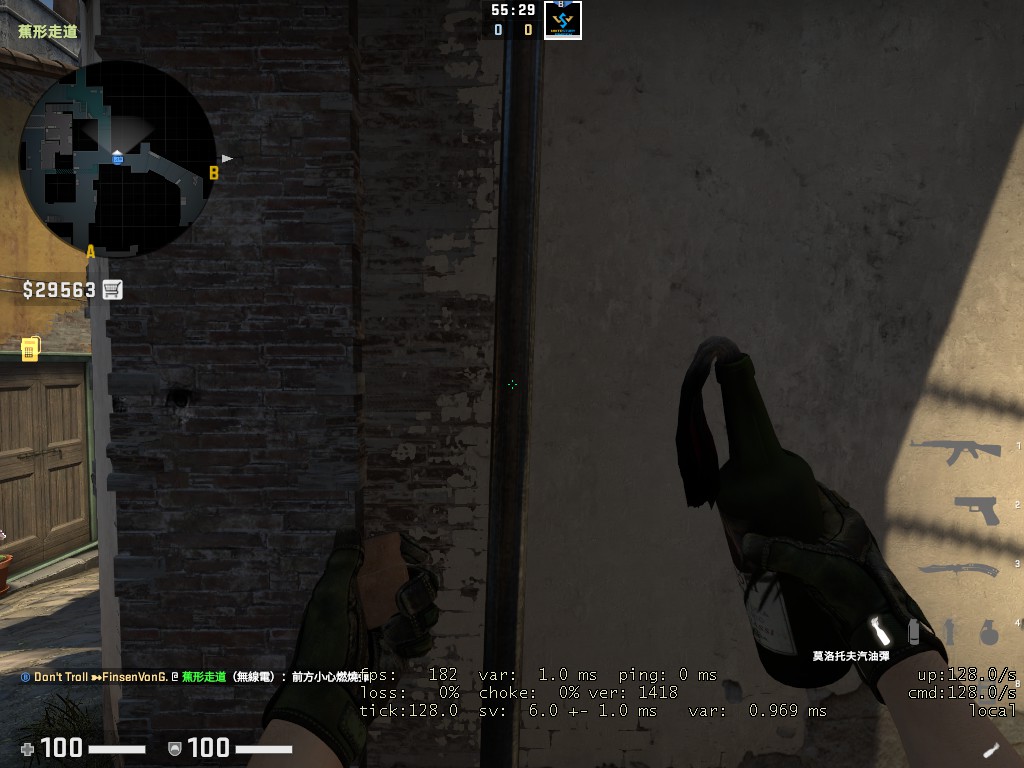 55:29
0 0
蕉形走道
B
A
$29563
1
2
3
4
莫洛托夫汽油彈
Don't Troll ➳FinsenVonG. @ 蕉形走道 (無線電): 前方小心燃燒
fps: 182 var: 1.0 ms ping: 0 ms
loss: 0% choke: 0% ver: 1418
tick:128.0 sv: 6.0 +- 1.0 ms var: 0.969 ms
up:128.0/s
cmd:128.0/s
local
100 100